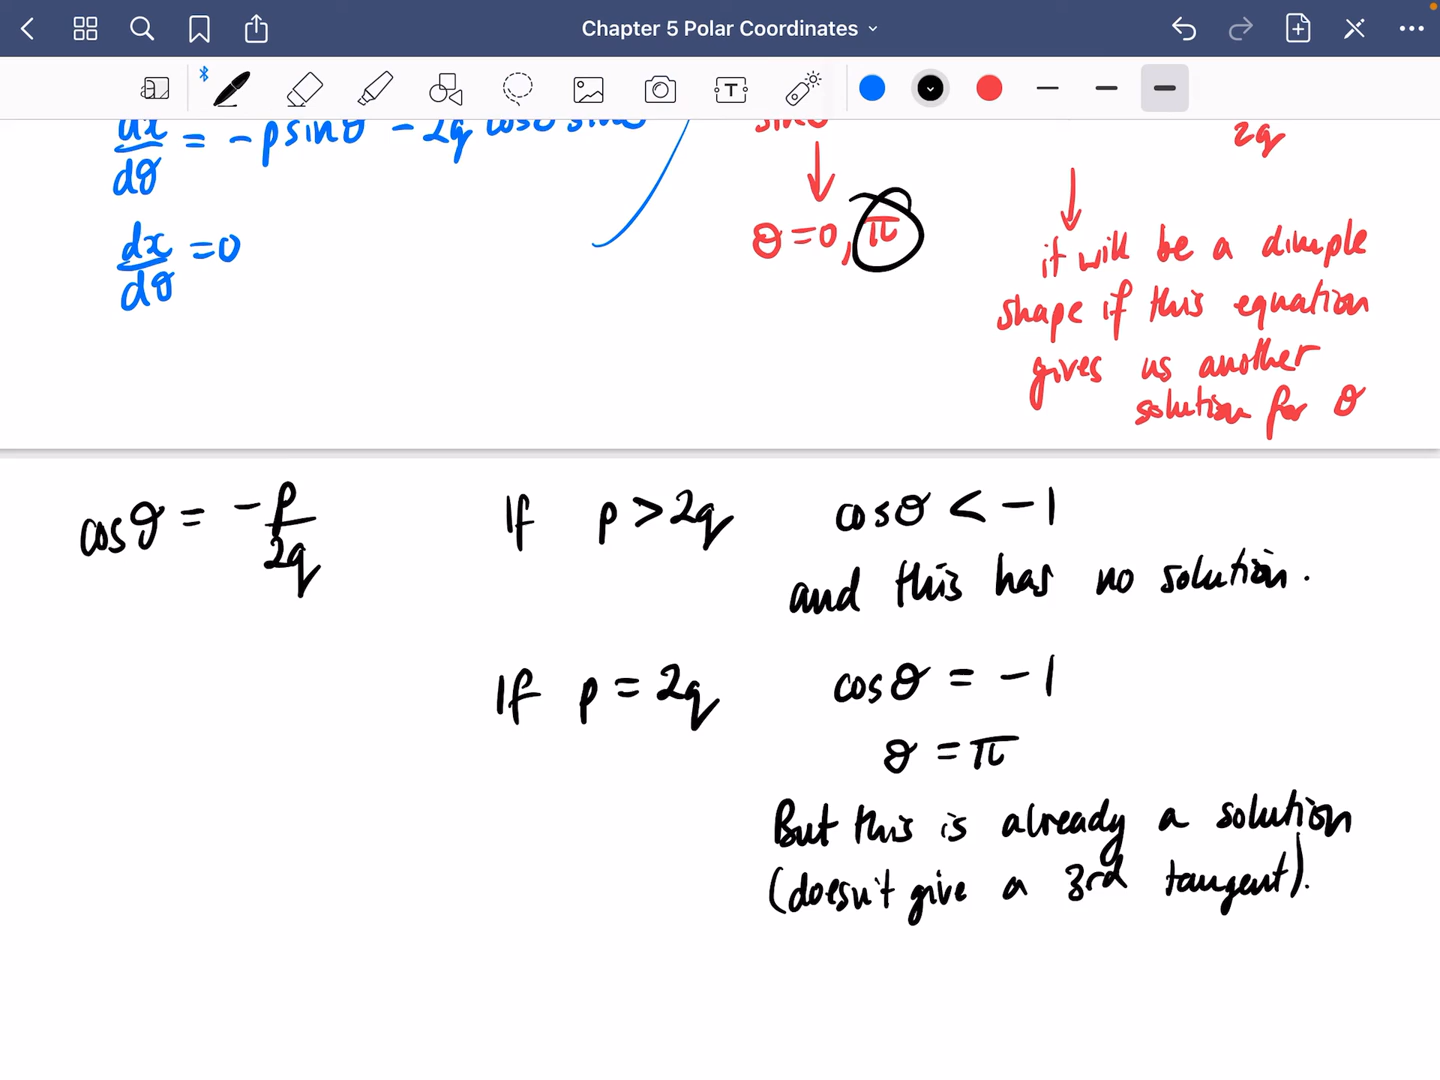 Chapter 5 Polar Coordinates
dx/dθ = -p sinθ - 2q cosθ sinθ
dx/dθ = 0
sinθ
θ = 0, π
2q
it will be a dimple
shape if this equation
gives us another
solution for θ
cosθ = -p/2q
If p > 2q
cosθ < -1
and this has no solution.
If p = 2q
cosθ = -1
θ = π
But this is already a solution
(doesn't give a 3rd tangent).